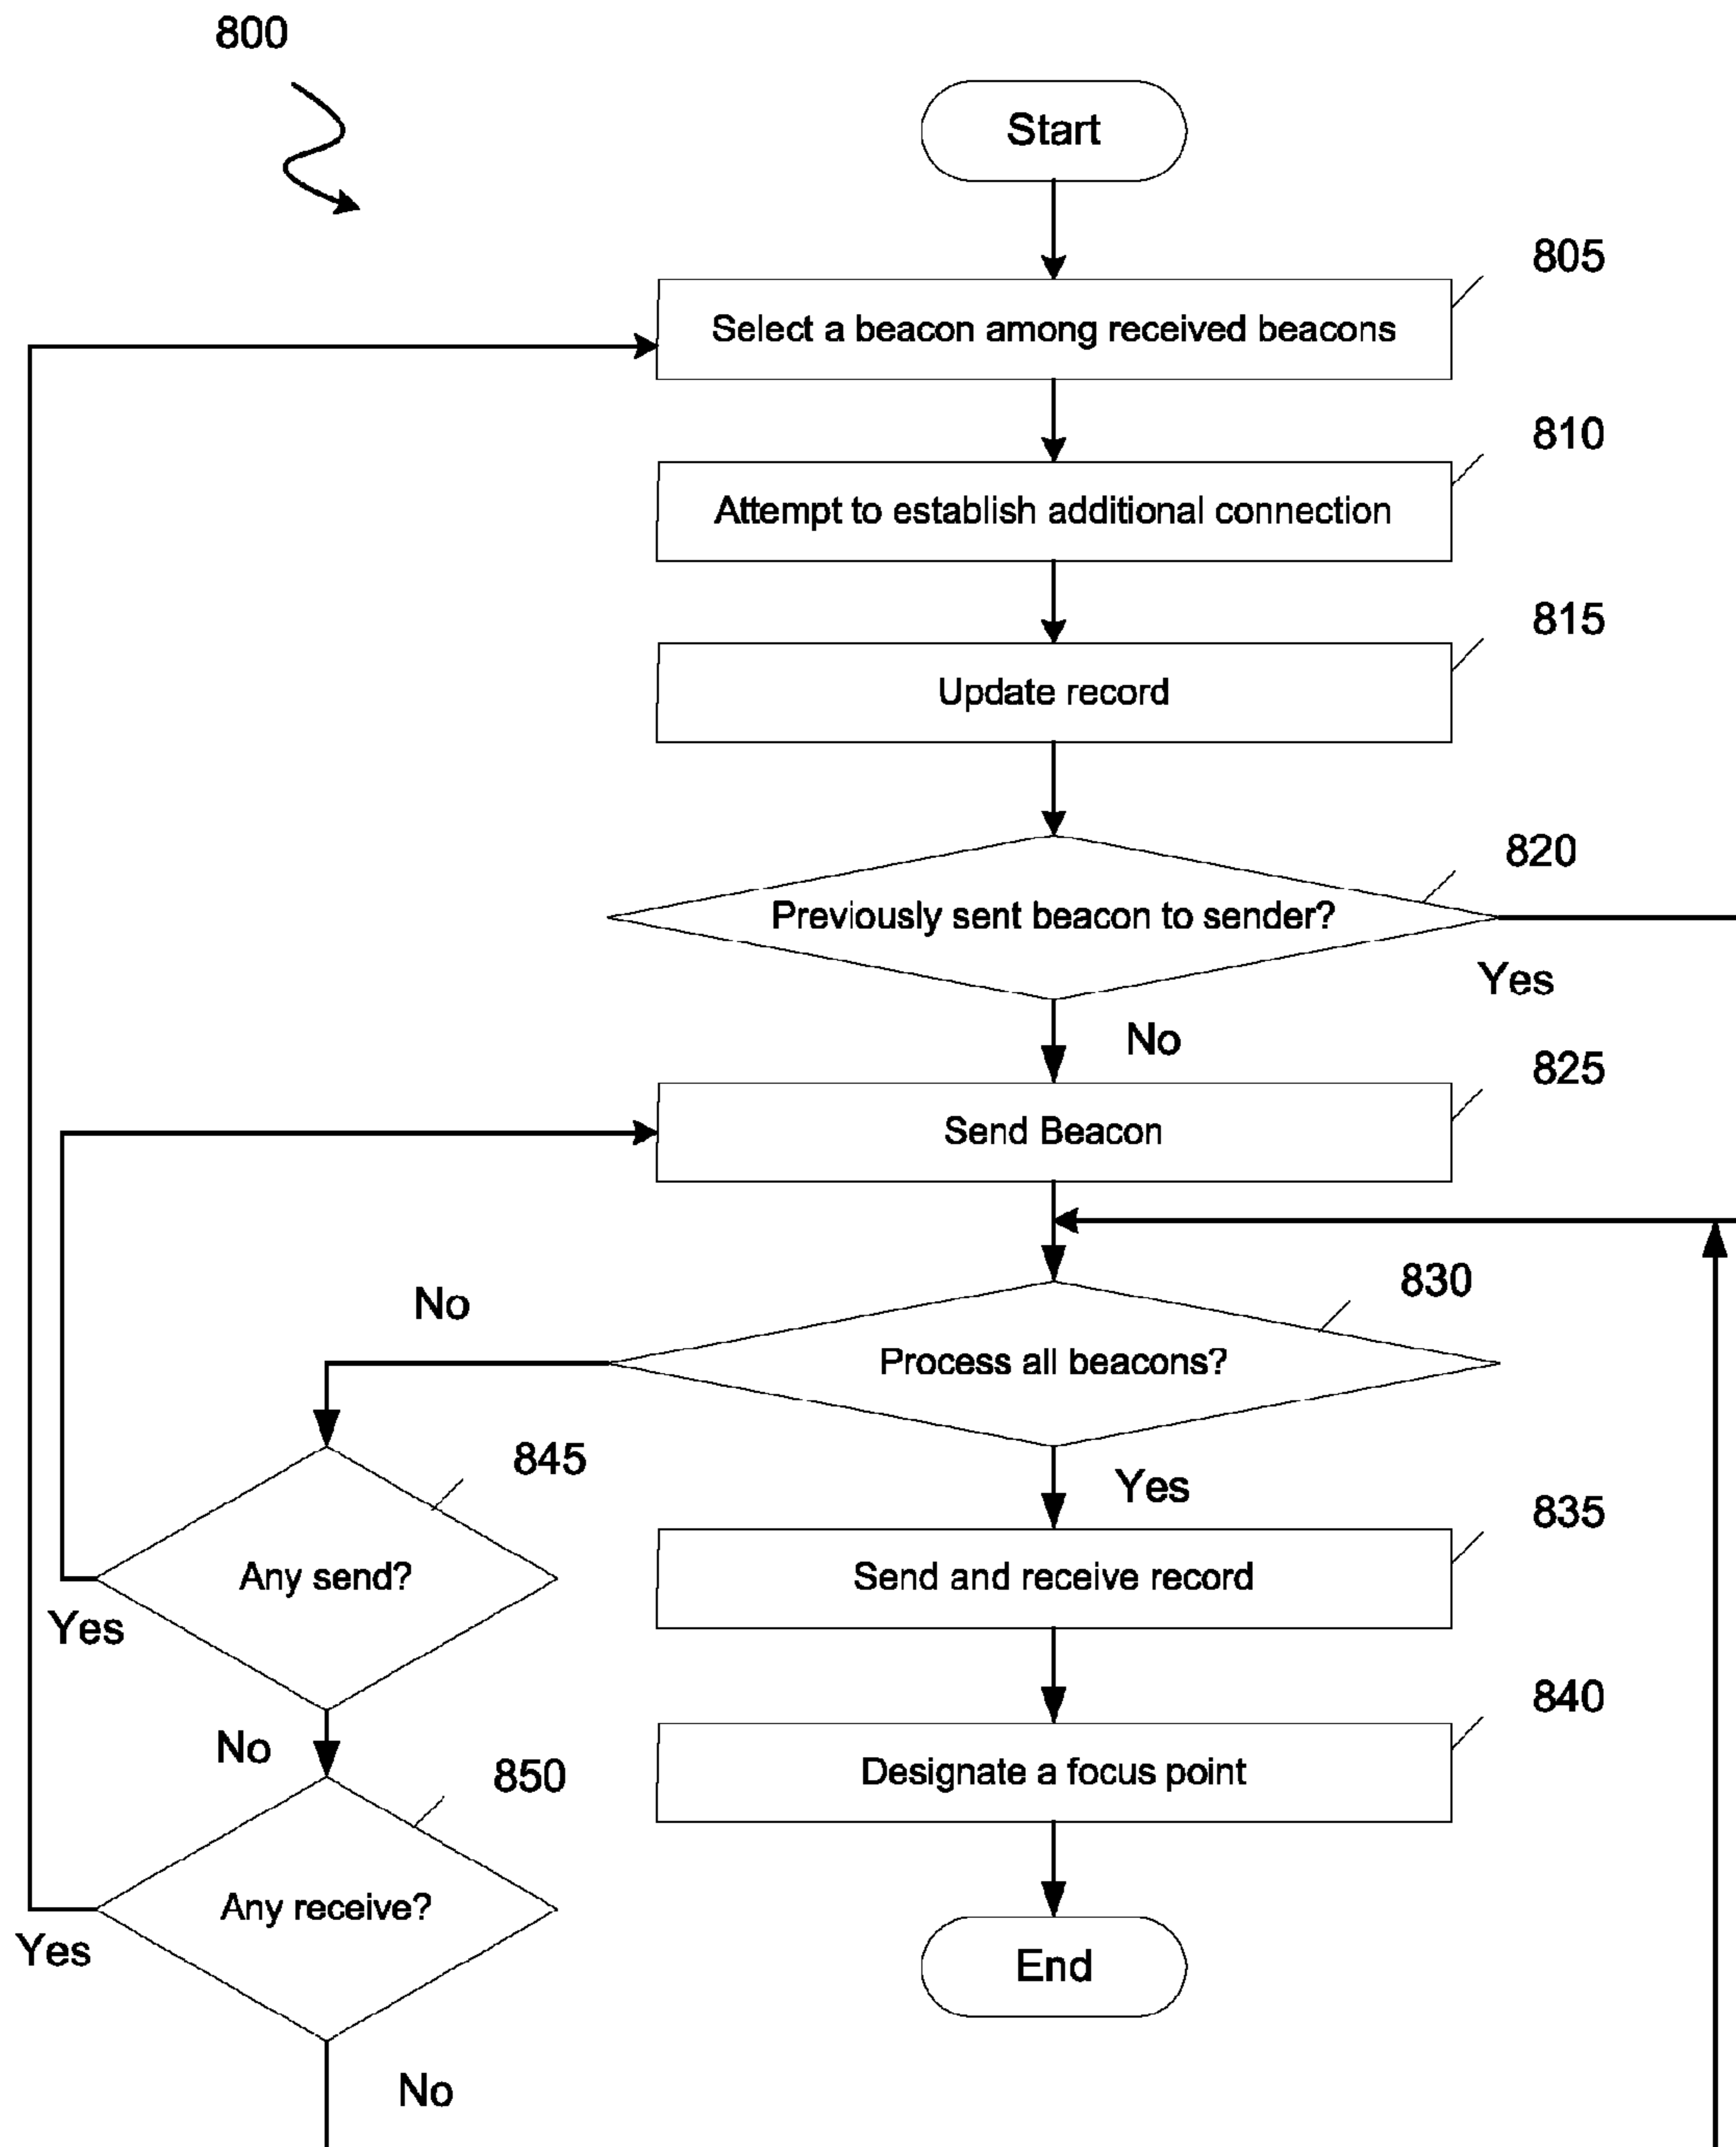 800
Start
805
Select a beacon among received beacons
810
Attempt to establish additional connection
815
Update record
820
Previously sent beacon to sender?
Yes
No
825
Send Beacon
830
No
Process all beacons?
845
Yes
835
Any send?
Send and receive record
Yes
840
No
850
Designate a focus point
Any receive?
Yes
End
No